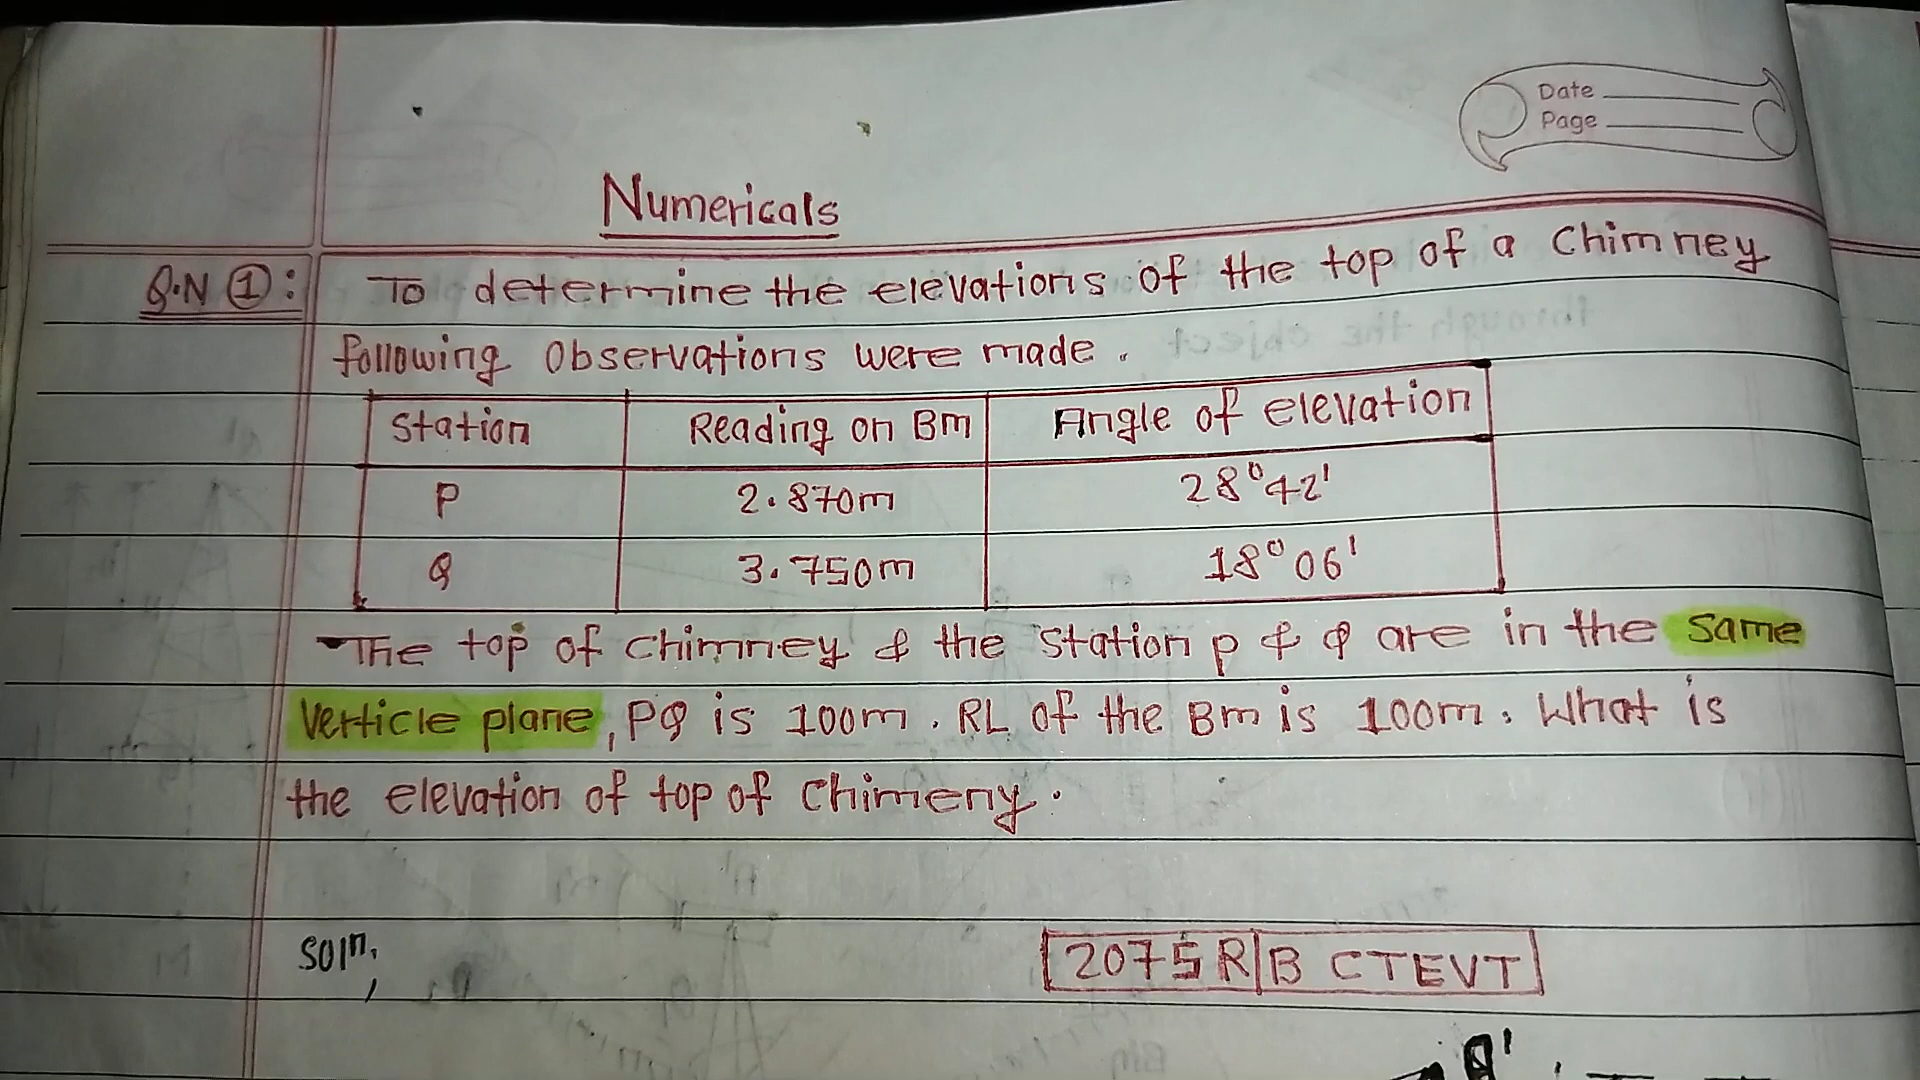 Date
Page
Numericals
Q.N ①: To determine the elevations of the top of a Chimney
following observations were made.
Station Reading on Bm Angle of elevation
P 2.870m 28°42'
Q 3.750m 18°06'
The top of chimney & the station p & q are in the same
verticle plane, PQ is 100m. RL of the Bm is 100m. What is
the elevation of top of chimeny.
soln;
2075 R|B CTEVT